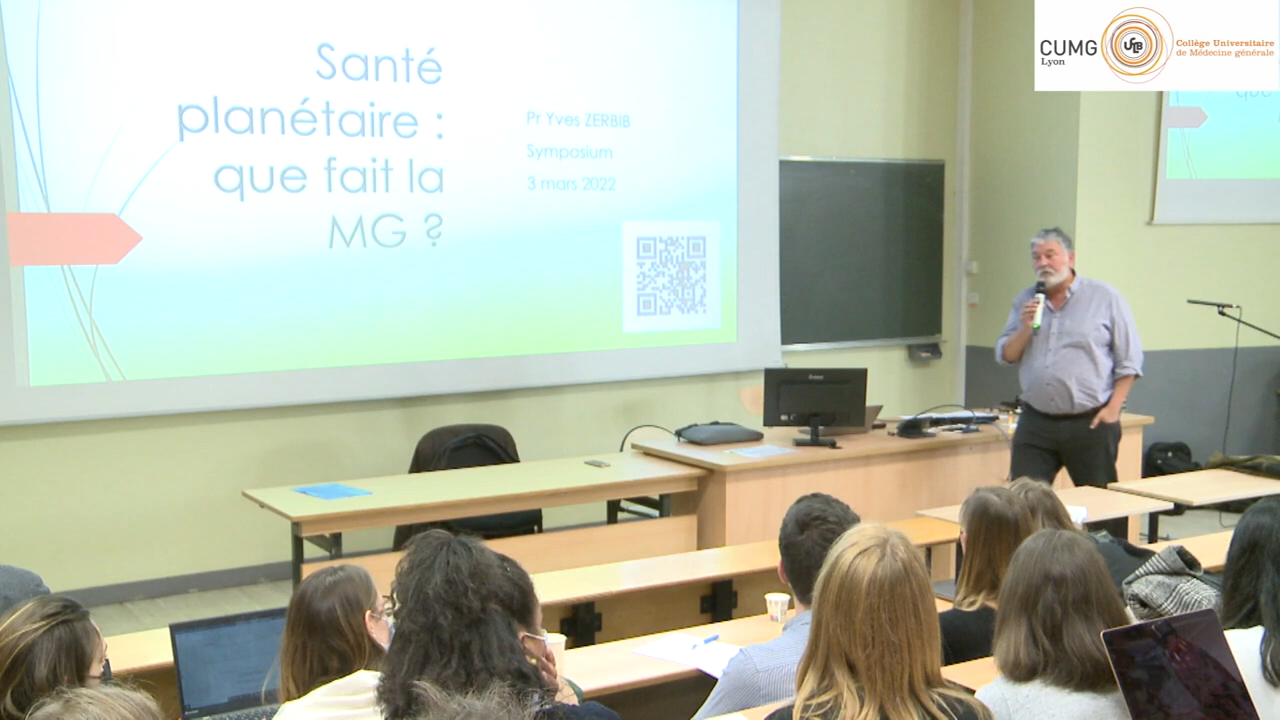 Santé
planétaire :
que fait la
MG ?
Pr Yves ZERBIB
Symposium
3 mars 2022
CUMG
Lyon
Collège Universitaire
de Médecine générale
que